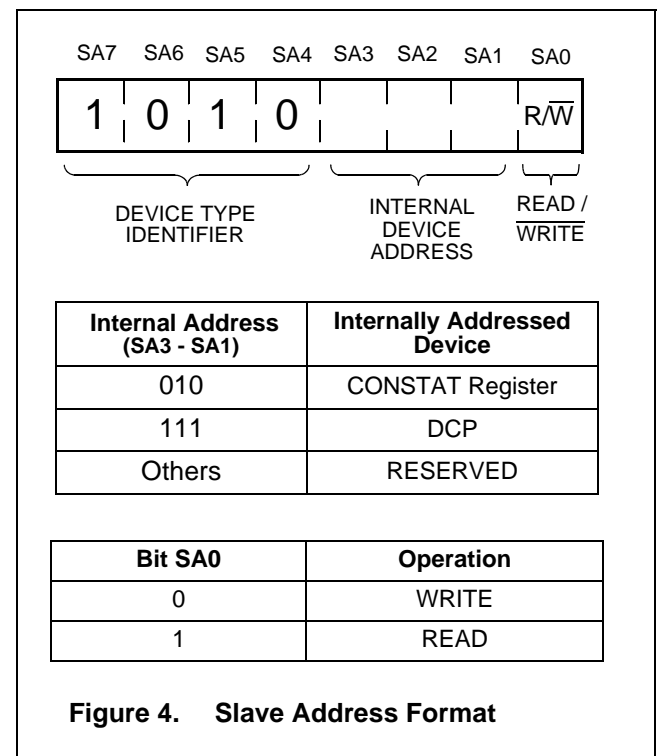 SA7 SA6 SA5 SA4 SA3 SA2 SA1 SA0
1 0 1 0 R/W̅
DEVICE TYPE INTERNAL READ /
IDENTIFIER DEVICE W̅R̅I̅T̅E̅
ADDRESS
Internal Address Internally Addressed
(SA3 - SA1) Device
010 CONSTAT Register
111 DCP
Others RESERVED
Bit SA0 Operation
0 WRITE
1 READ
Figure 4. Slave Address Format